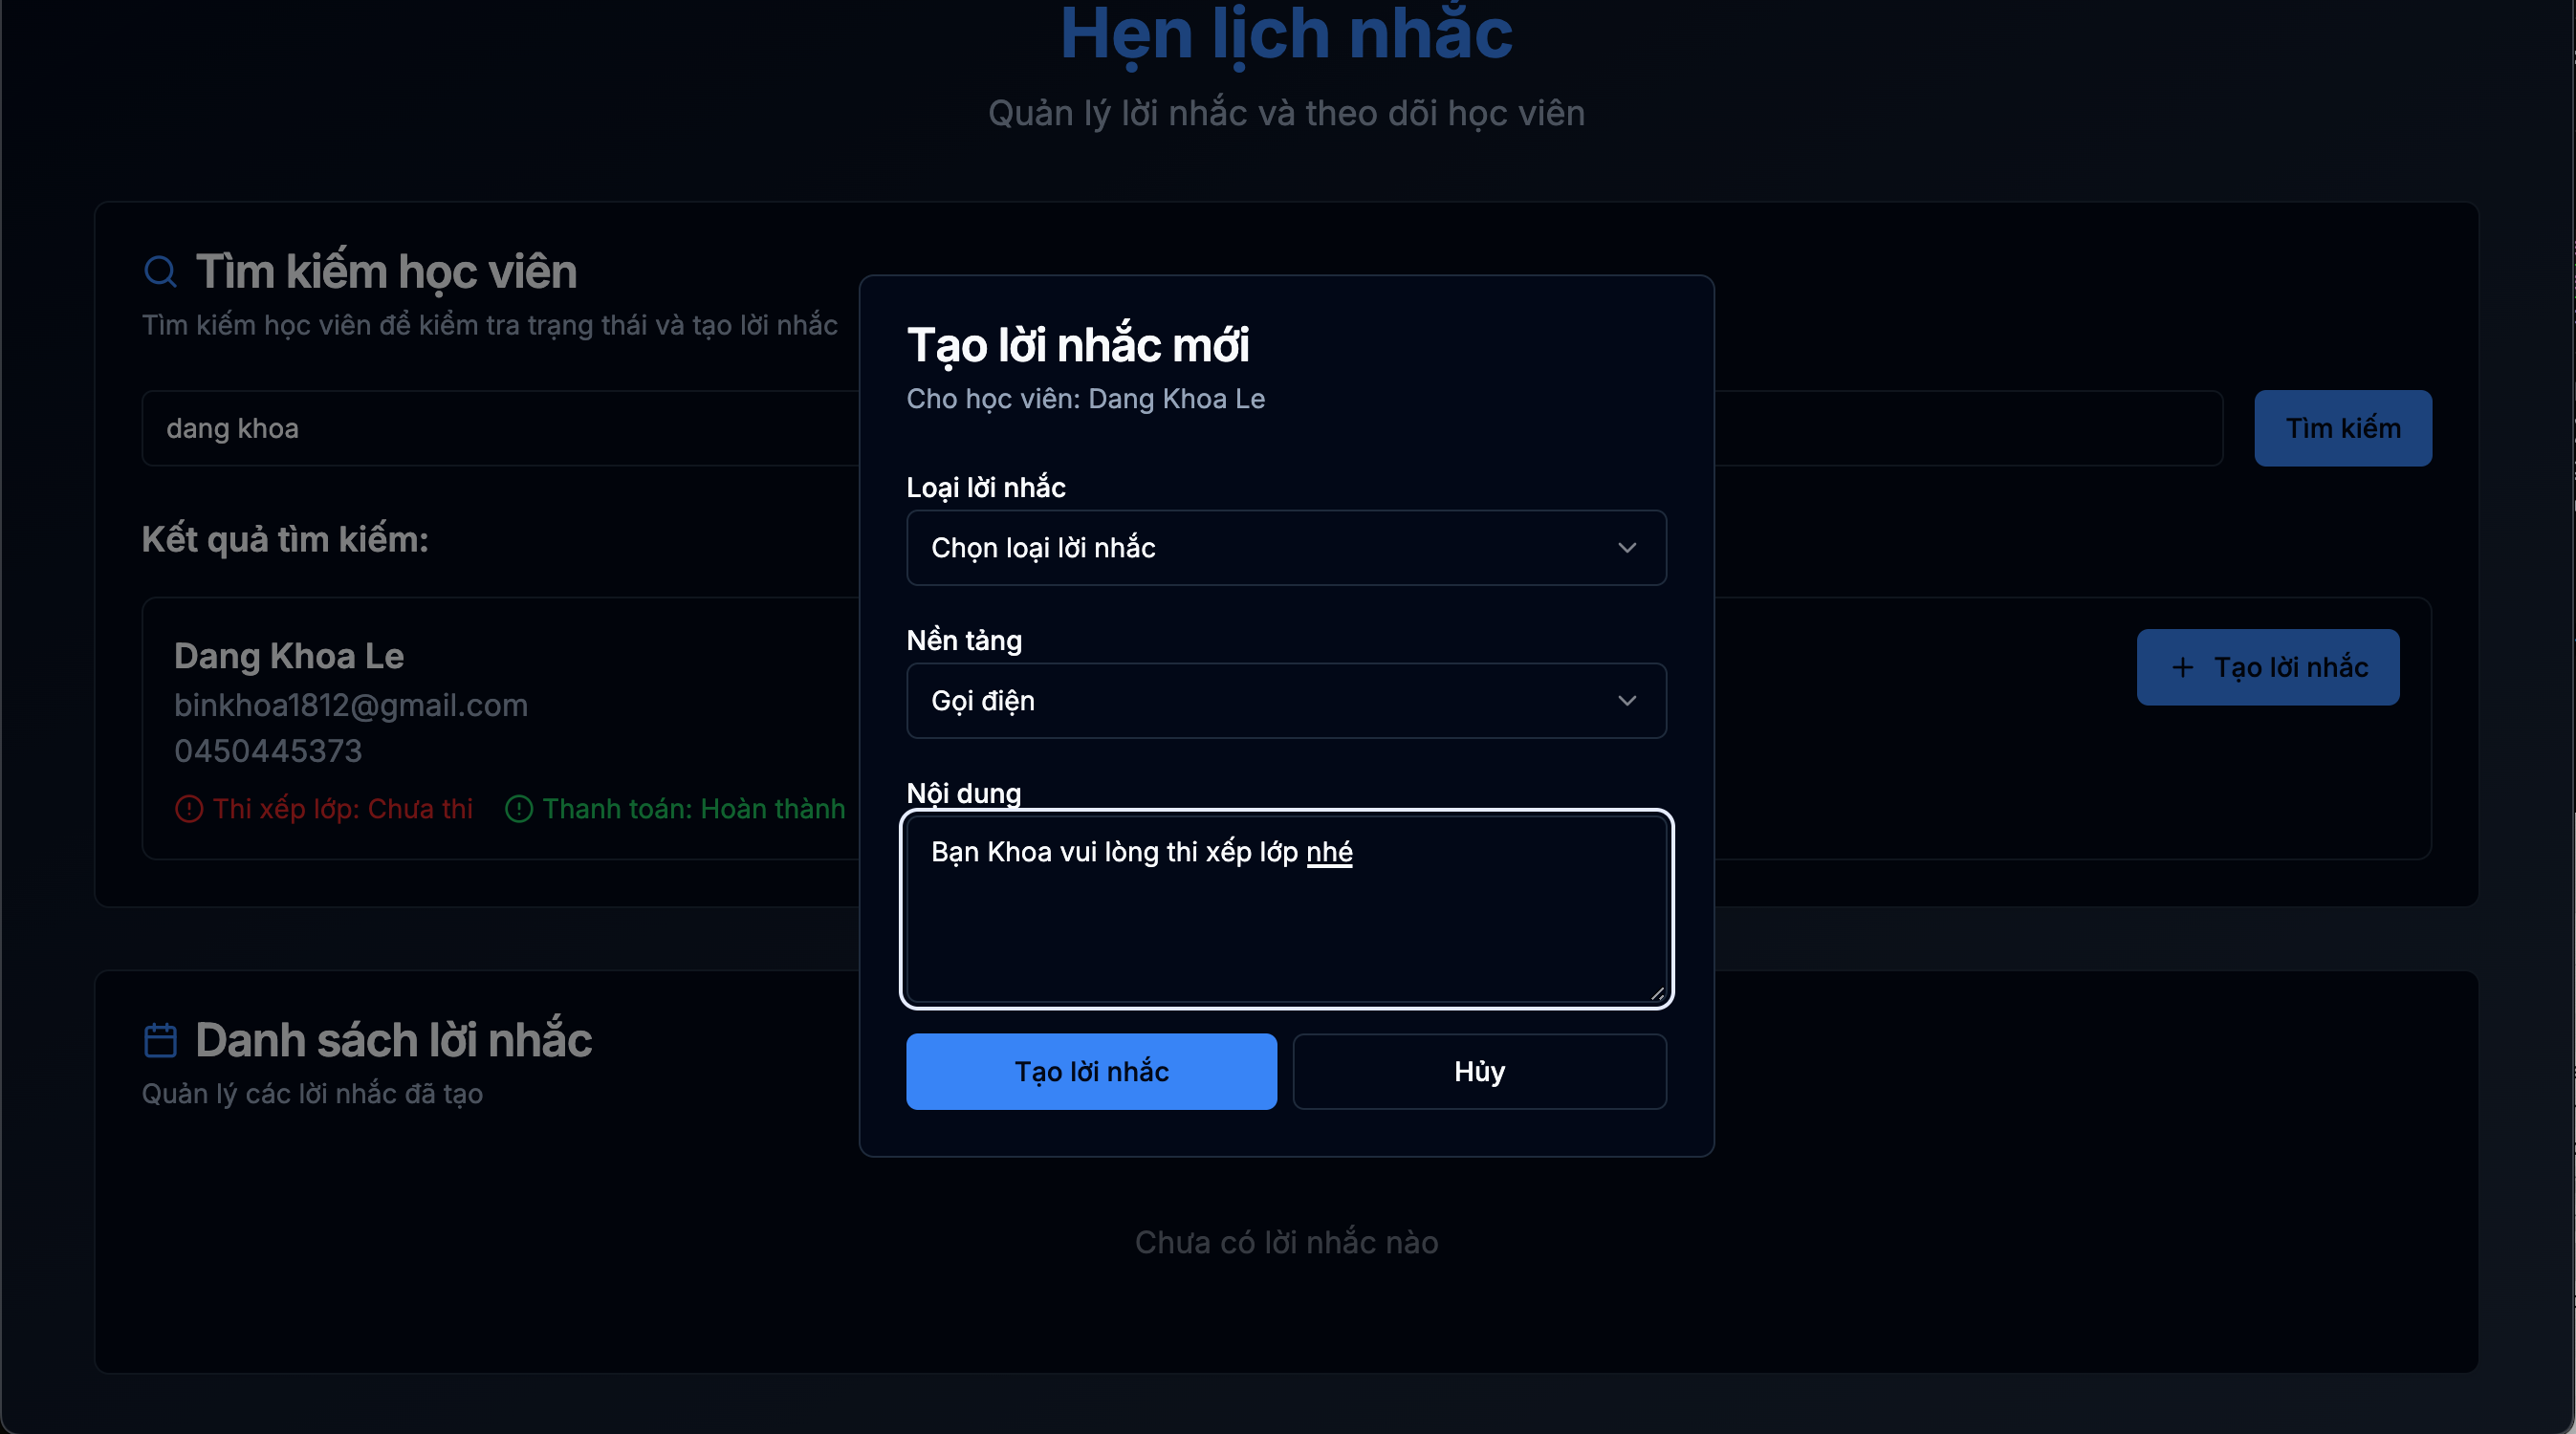 Hẹn lịch nhắc
Quản lý lời nhắc và theo dõi học viên
Tìm kiếm học viên
Tìm kiếm học viên để kiểm tra trạng thái và tạo lời nhắc
dang khoa
Tìm kiếm
Kết quả tìm kiếm:
Dang Khoa Le
binkhoa1812@gmail.com
0450445373
Thi xếp lớp: Chưa thi
Thanh toán: Hoàn thành
Tạo lời nhắc
Tạo lời nhắc mới
Cho học viên: Dang Khoa Le
Loại lời nhắc
Chọn loại lời nhắc
Nền tảng
Gọi điện
Nội dung
Bạn Khoa vui lòng thi xếp lớp nhé
Tạo lời nhắc
Hủy
Danh sách lời nhắc
Quản lý các lời nhắc đã tạo
Chưa có lời nhắc nào